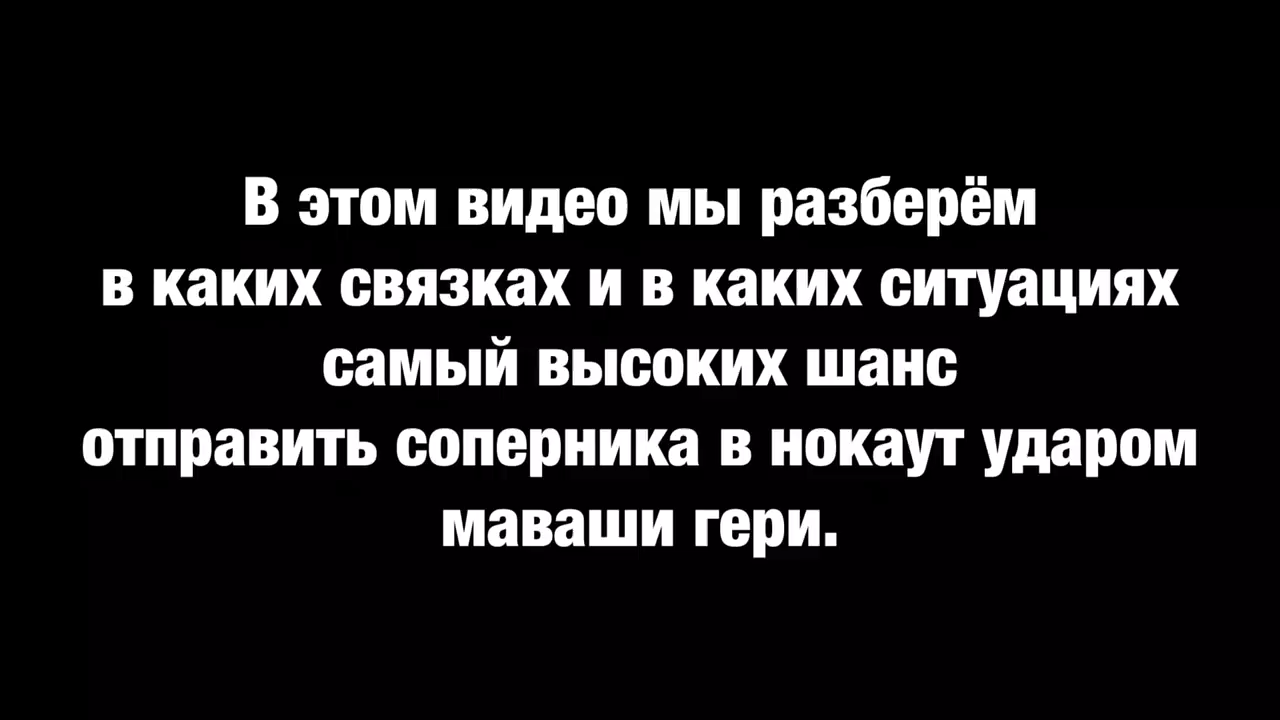 В этом видео мы разберём
в каких связках и в каких ситуациях
самый высоких шанс
отправить соперника в нокаут ударом
маваши гери.